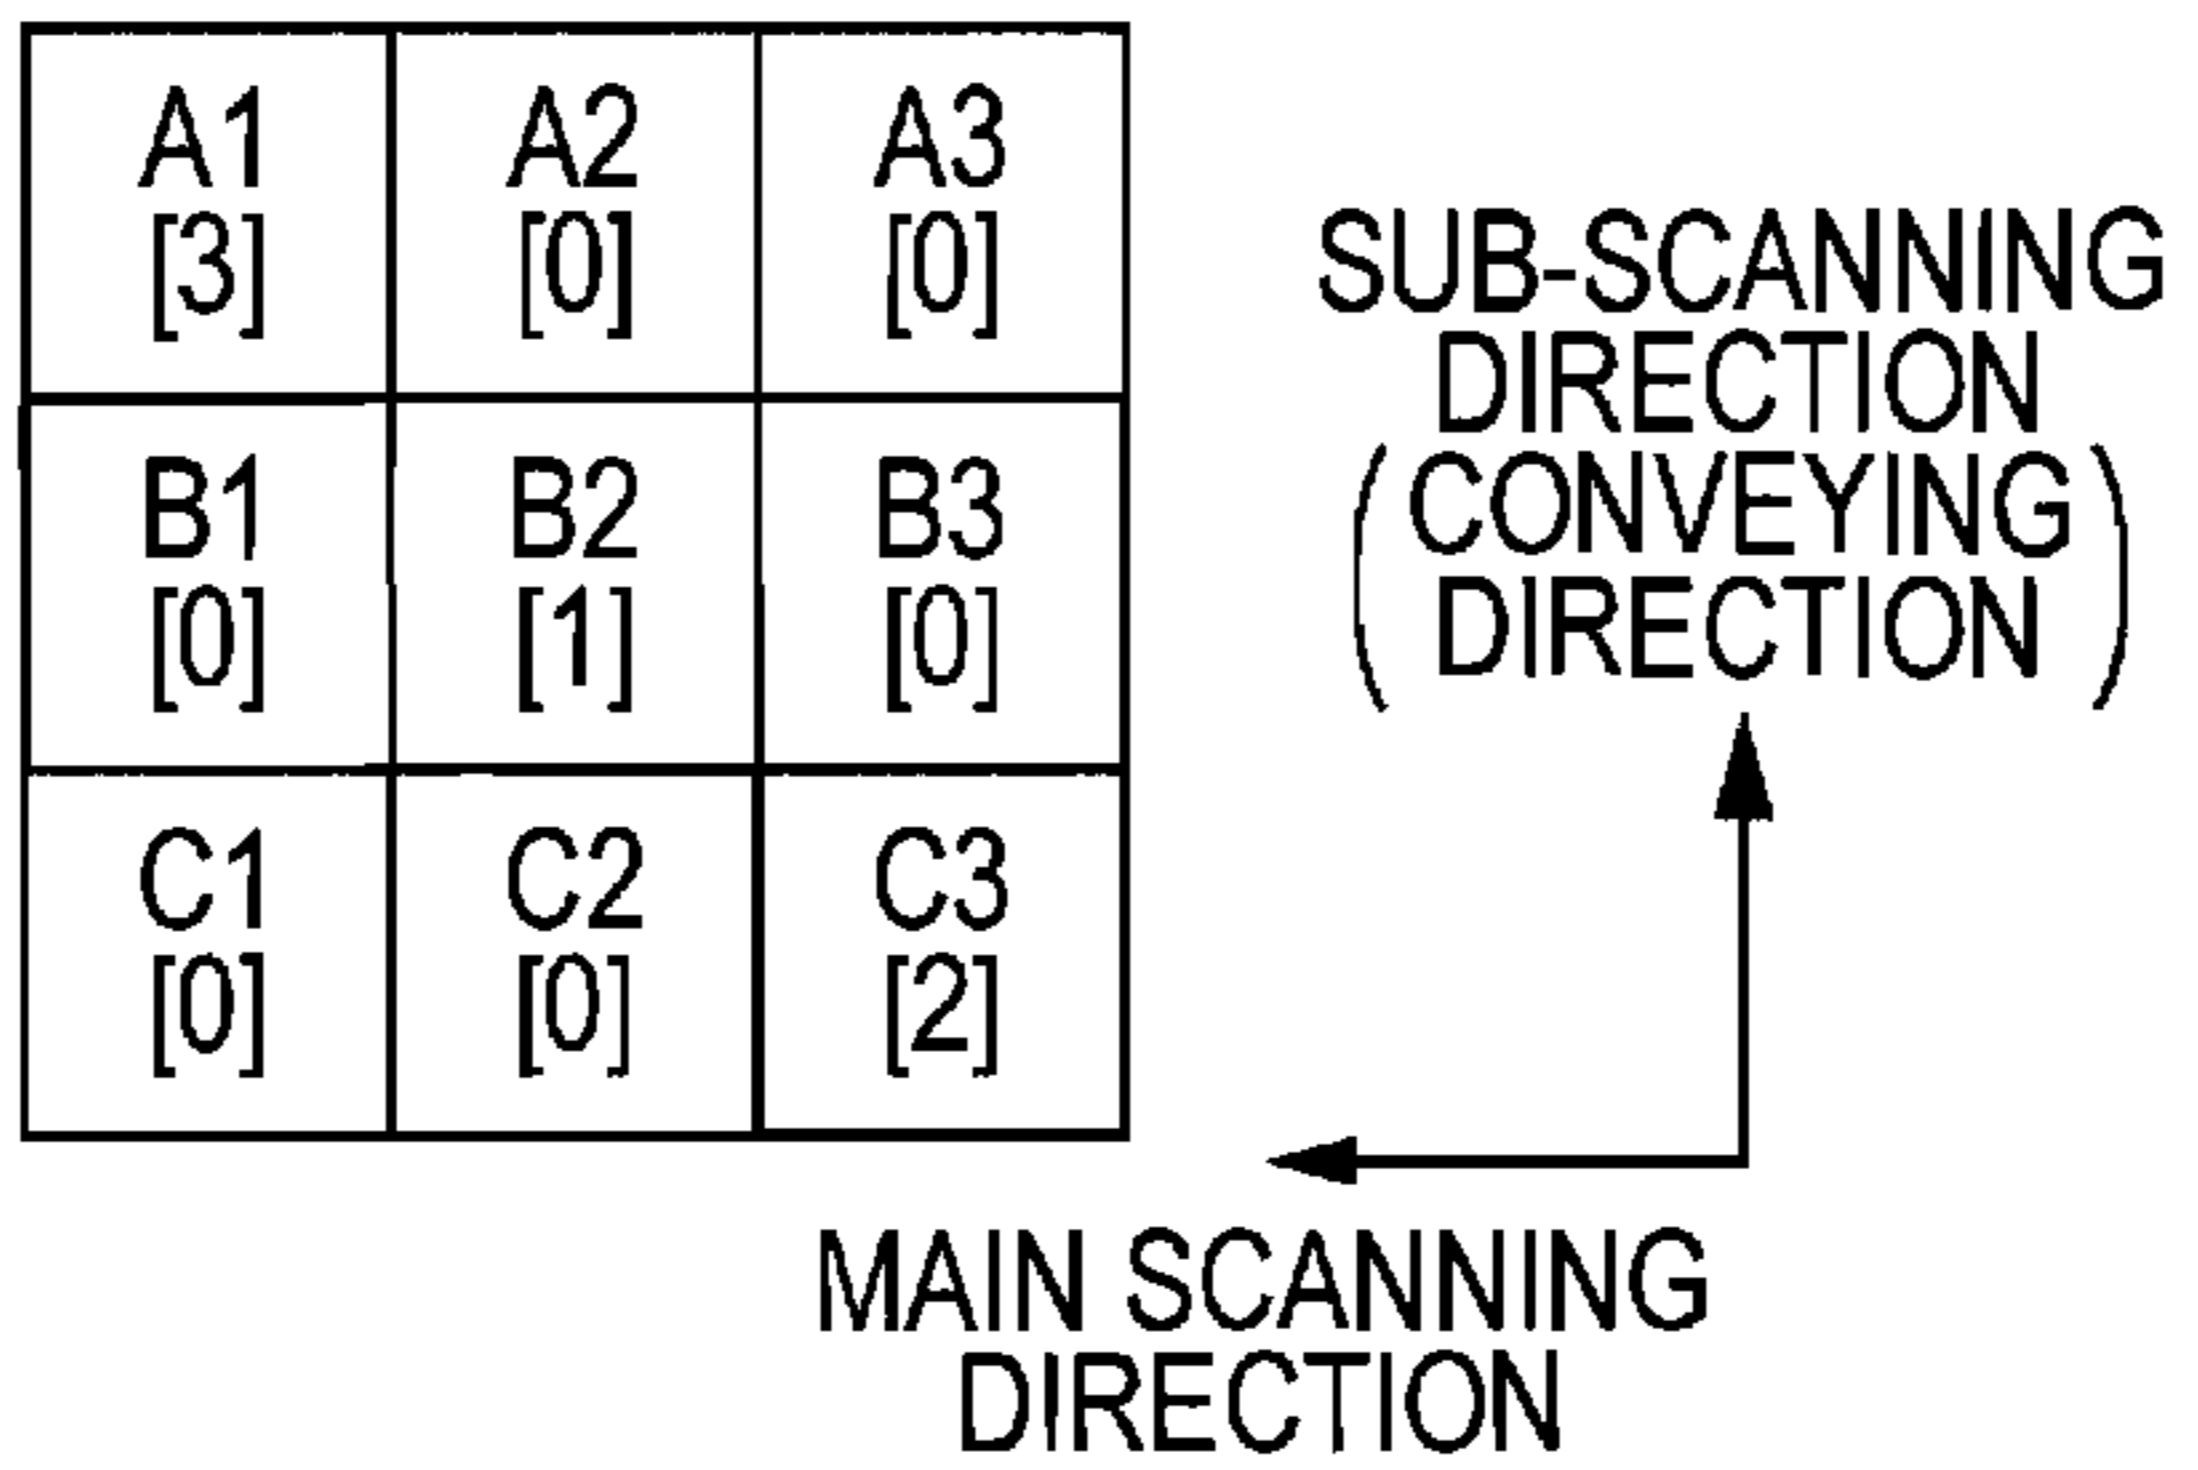 A1 A2 A3
[3] [0] [0]
B1 B2 B3
[0] [1] [0]
C1 C2 C3
[0] [0] [2]
SUB-SCANNING
DIRECTION
(CONVEYING
DIRECTION)
MAIN SCANNING
DIRECTION